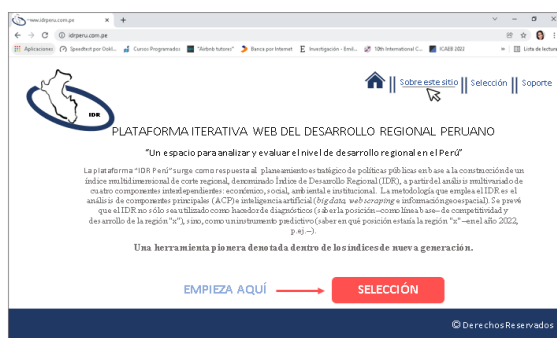 www.idrperu.com.pe
idrperu.com.pe
Aplicaciones
Speedtest por Ookl...
Cursos Programados
"Airbnb tutores"
Banca por Internet
Investigación - Emil...
10th International C...
ICAEB 2022
Lista de lectura
IDR
Sobre este sitio || Selección || Soporte
PLATAFORMA ITERATIVA WEB DEL DESARROLLO REGIONAL PERUANO
"Un espacio para analizar y evaluar el nivel de desarrollo regional en el Perú"
La plataforma "IDR Perú" surge como respuesta al planeamiento estratégico de políticas públicas en base a la construcción de un
índice multidimensional de corte regional, denominado Índice de Desarrollo Regional (IDR), a partir del análisis multivariado de
cuatro componentes interdependientes: económico, social, ambiental e institucional. La metodología que emplea el IDR es el
análisis de componentes principales (ACP) e inteligencia artificial (big data, web scraping e información geoespacial). Se prevé
que el IDR no sólo sea utilizado como hacedor de diagnósticos (saber la posición –como línea base– de competitividad y
desarrollo de la región "x"), sino, como un instrumento predictivo (saber en qué posición estaría la región "x" –en el año 2022,
p.ej.–).
Una herramienta pionera denotada dentro de los índices de nueva generación.
EMPIEZA AQUÍ
SELECCIÓN
© Derechos Reservados